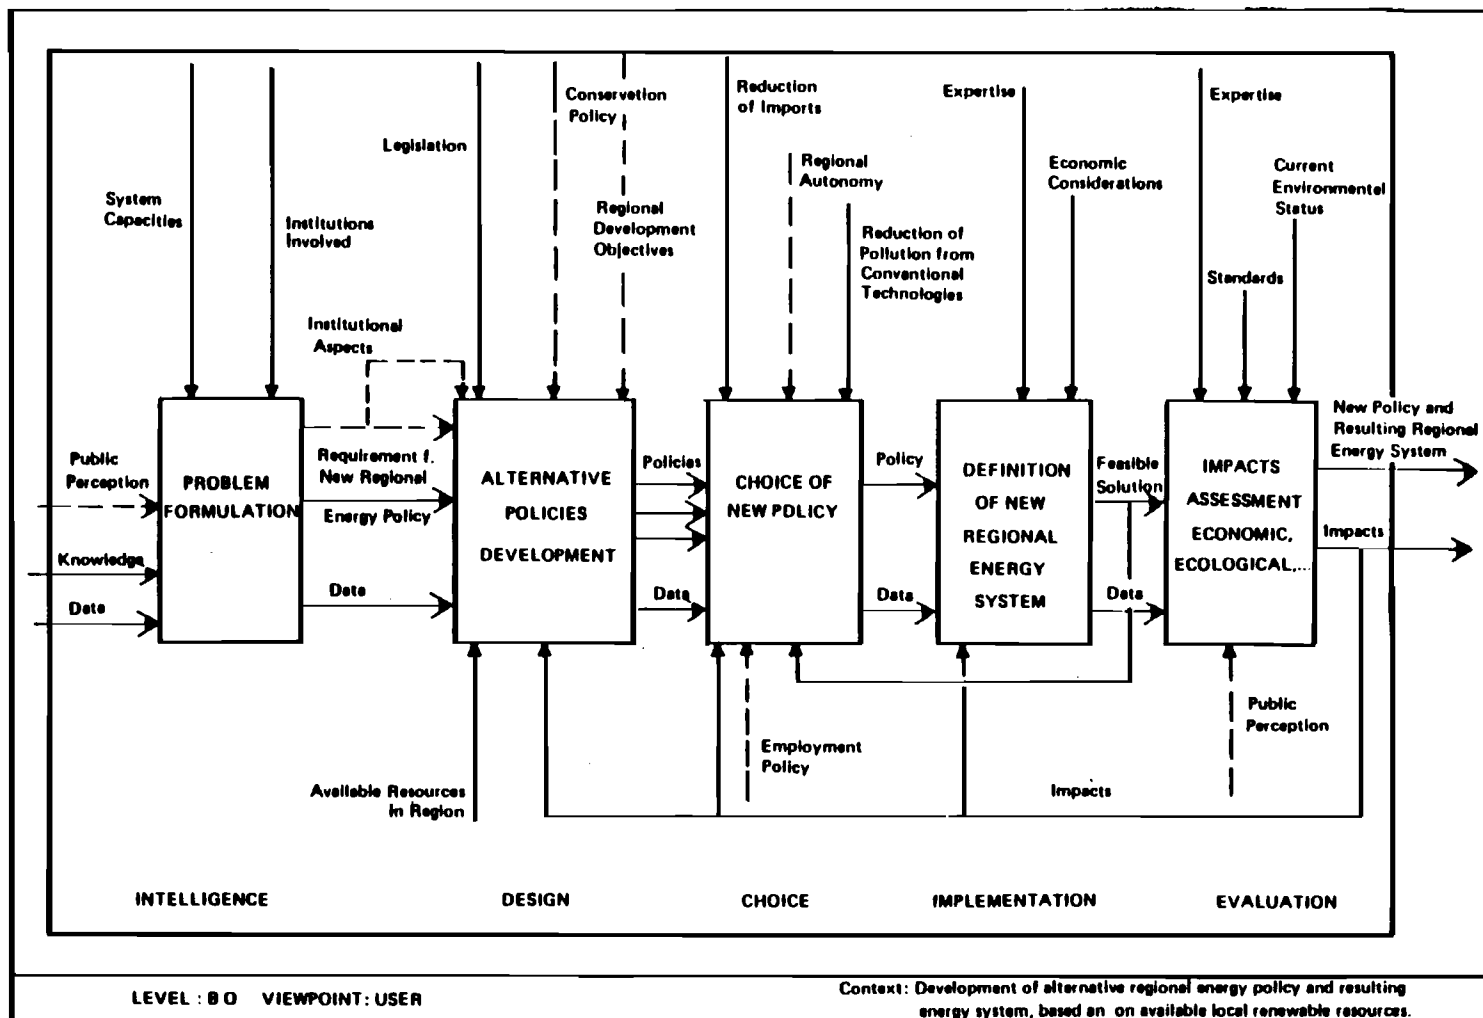 Reduction
of Imports
Conservation
Policy
Expertise
Expertise
Legislation
Regional
Autonomy
Economic
Considerations
Current
Environmental
Status
System
Capacities
Institutions
Involved
Regional
Development
Objectives
Reduction of
Pollution from
Conventional
Technologies
Standards
Institutional
Aspects
Public
Perception
Knowledge
Data
PROBLEM
FORMULATION
Requirement f.
New Regional
Energy Policy
Data
ALTERNATIVE
POLICIES
DEVELOPMENT
Policies
Data
CHOICE OF
NEW POLICY
Policy
Data
DEFINITION
OF NEW
REGIONAL
ENERGY
SYSTEM
Feasible
Solution
Data
IMPACTS
ASSESSMENT
ECONOMIC,
ECOLOGICAL,...
New Policy and
Resulting Regional
Energy System
Impacts
Available Resources
in Region
Employment
Policy
Impacts
Public
Perception
INTELLIGENCE
DESIGN
CHOICE
IMPLEMENTATION
EVALUATION
LEVEL : B O VIEWPOINT: USER
Context: Development of alternative regional energy policy and resulting
energy system, based an on available local renewable resources.